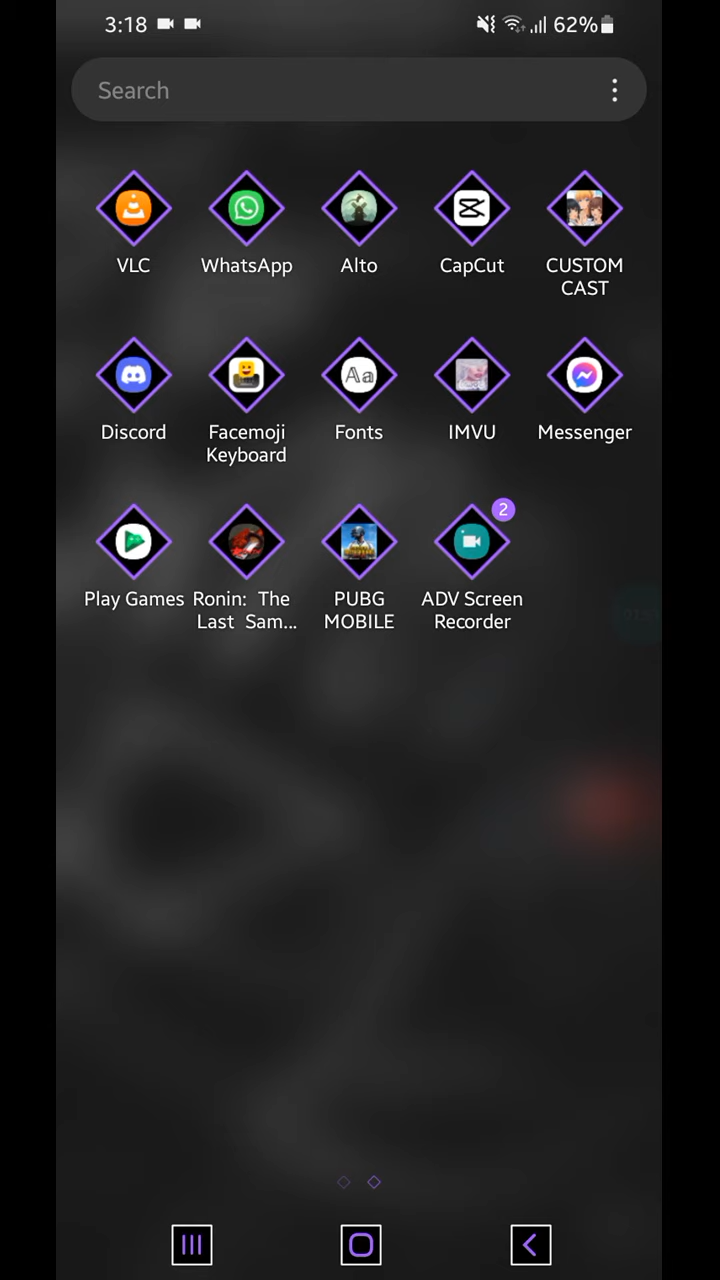 3:18
62%
Search
VLC
WhatsApp
Alto
CapCut
CUSTOM
CAST
Discord
Facemoji
Keyboard
Aa
Fonts
IMVU
Messenger
2
Play Games
Ronin: The
Last Sam...
PUBG
MOBILE
ADV Screen
Recorder